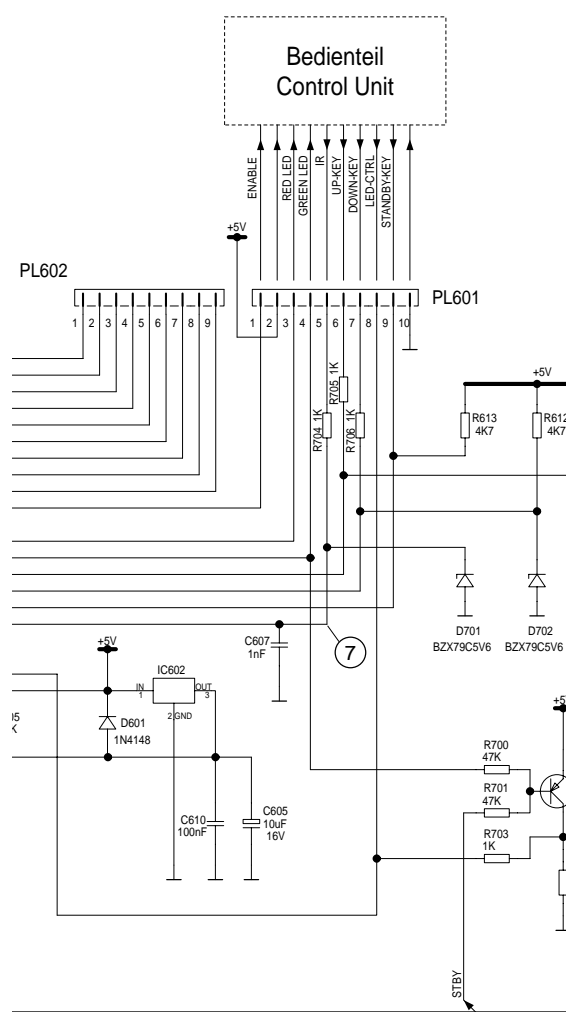 Bedienteil
Control Unit
ENABLE
RED LED
GREEN LED
IR
UP-KEY
DOWN-KEY
LED-CTRL
STANDBY-KEY
+5V
PL602
PL601
1 2 3 4 5 6 7 8 9
1 2 3 4 5 6 7 8 9 10
R704 1K
R705 1K
R706 1K
+5V
R613
4K7
R612
4K7
D701
BZX79C5V6
D702
BZX79C5V6
C607
1nF
7
+5V
IC602
IN
1
OUT
3
2 GND
D601
1N4148
05
K
C610
100nF
C605
10uF
16V
+5
R700
47K
R701
47K
R703
1K
STBY